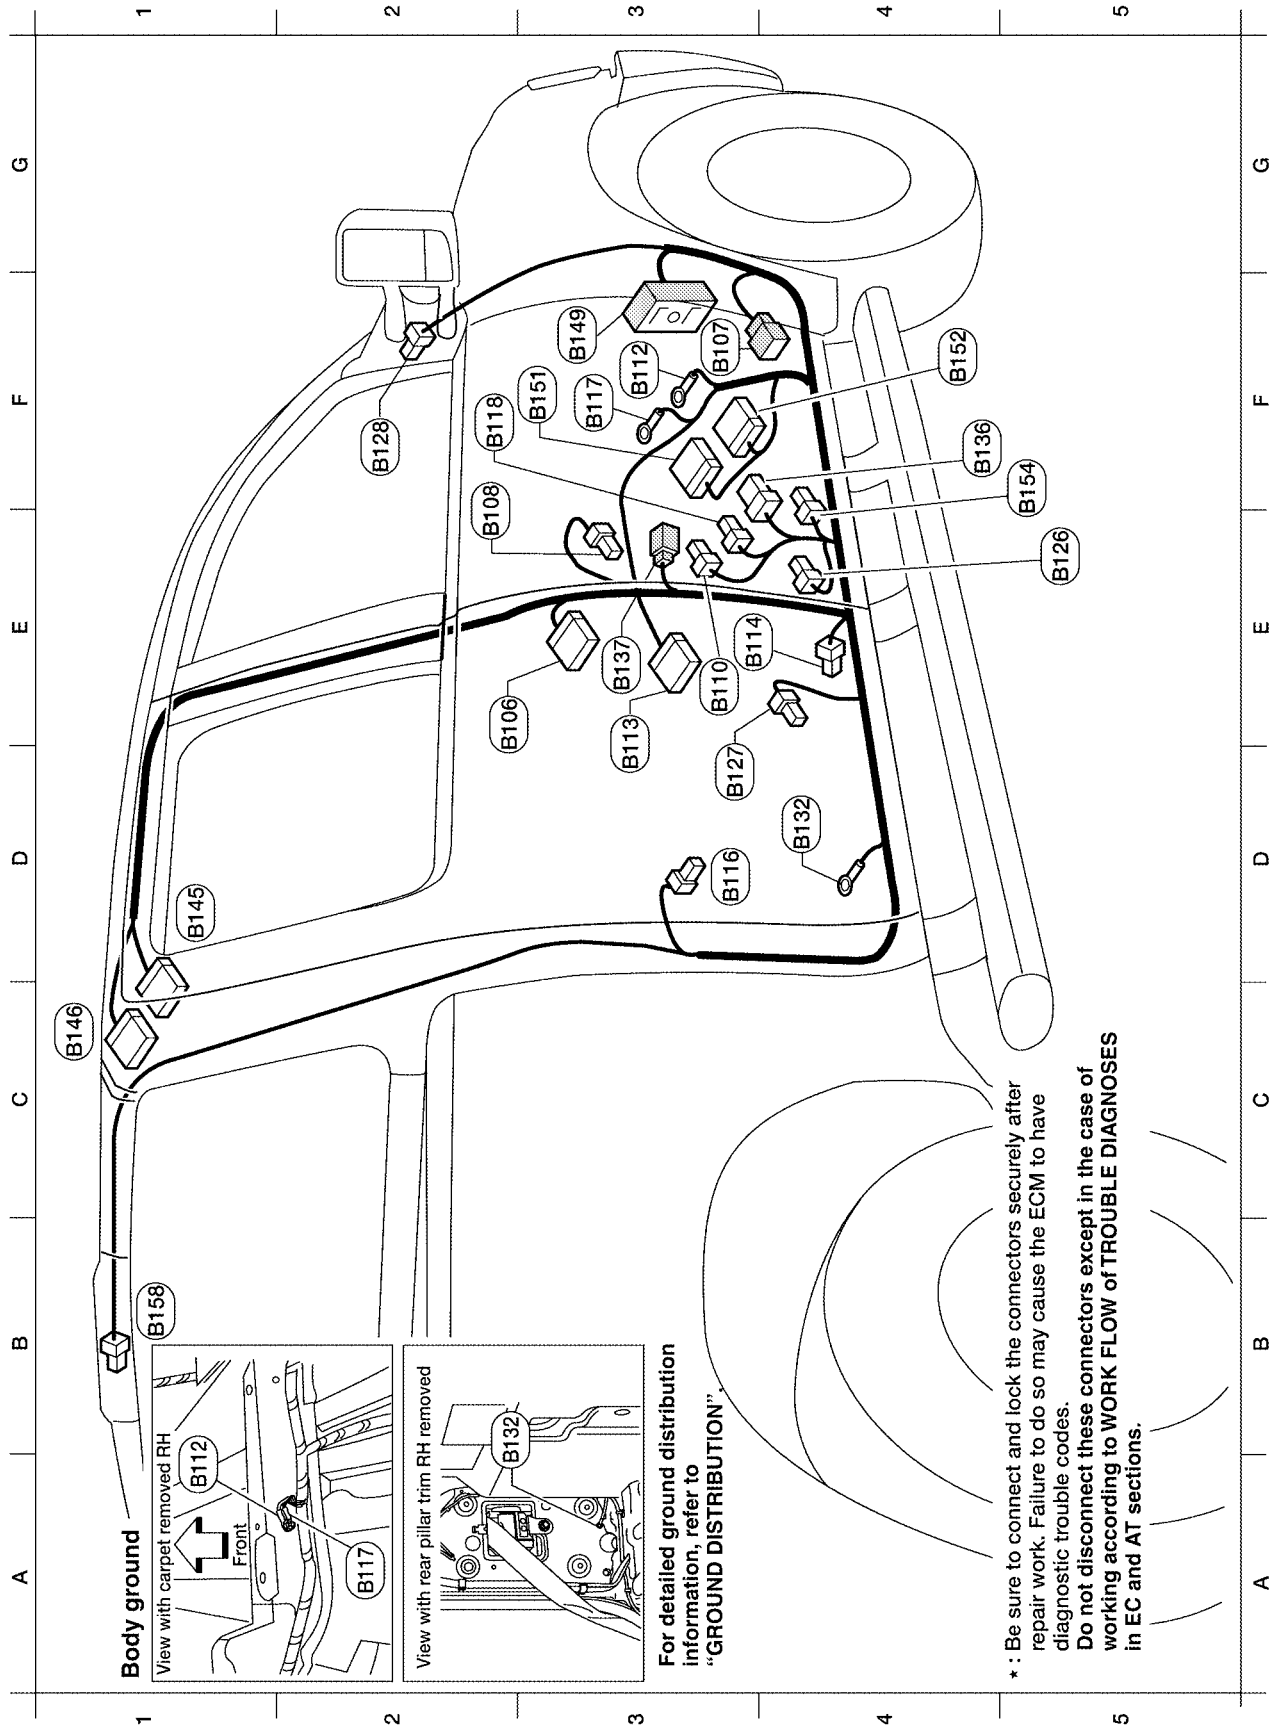 A B C D E F G
1
2
3
4
5
B158
B146
B145
B128
B108
B118
B151
B117
B112
B149
B107
B106
B137
B113
B110
B114
B127
B116
B132
B152
B136
B154
B126
Body ground
View with carpet removed RH
B112
Front
B117
View with rear pillar trim RH removed
B132
For detailed ground distribution
information, refer to
“GROUND DISTRIBUTION”.
* : Be sure to connect and lock the connectors securely after
repair work. Failure to do so may cause the ECM to have
diagnostic trouble codes.
Do not disconnect these connectors except in the case of
working according to WORK FLOW of TROUBLE DIAGNOSES
in EC and AT sections.
1
2
3
4
5
A B C D E F G